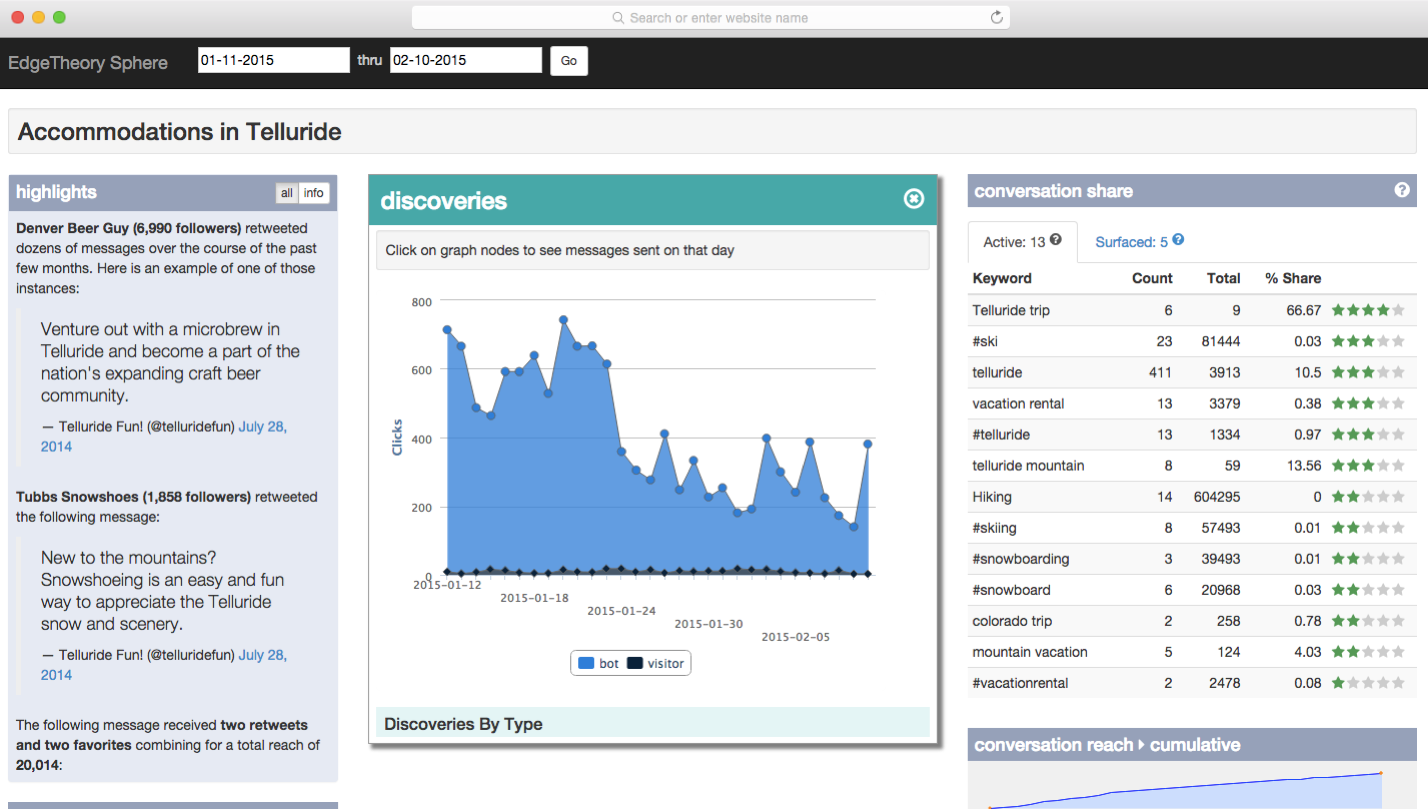 Search or enter website name
EdgeTheory Sphere 01-11-2015 thru 02-10-2015 Go
Accommodations in Telluride
highlights all info
Denver Beer Guy (6,990 followers) retweeted
dozens of messages over the course of the past
few months. Here is an example of one of those
instances:
Venture out with a microbrew in
Telluride and become a part of the
nation's expanding craft beer
community.
— Telluride Fun! (@telluridefun) July 28,
2014
Tubbs Snowshoes (1,858 followers) retweeted
the following message:
New to the mountains?
Snowshoeing is an easy and fun
way to appreciate the Telluride
snow and scenery.
— Telluride Fun! (@telluridefun) July 28,
2014
The following message received two retweets
and two favorites combining for a total reach of
20,014:
discoveries
Click on graph nodes to see messages sent on that day
800
600
400
200
0
Clicks
2015-01-12
2015-01-18
2015-01-24
2015-01-30
2015-02-05
bot visitor
Discoveries By Type
conversation share ?
Active: 13 ? Surfaced: 5 ?
Keyword Count Total % Share
Telluride trip 6 9 66.67
#ski 23 81444 0.03
telluride 411 3913 10.5
vacation rental 13 3379 0.38
#telluride 13 1334 0.97
telluride mountain 8 59 13.56
Hiking 14 604295 0
#skiing 8 57493 0.01
#snowboarding 3 39493 0.01
#snowboard 6 20968 0.03
colorado trip 2 258 0.78
mountain vacation 5 124 4.03
#vacationrental 2 2478 0.08
conversation reach cumulative